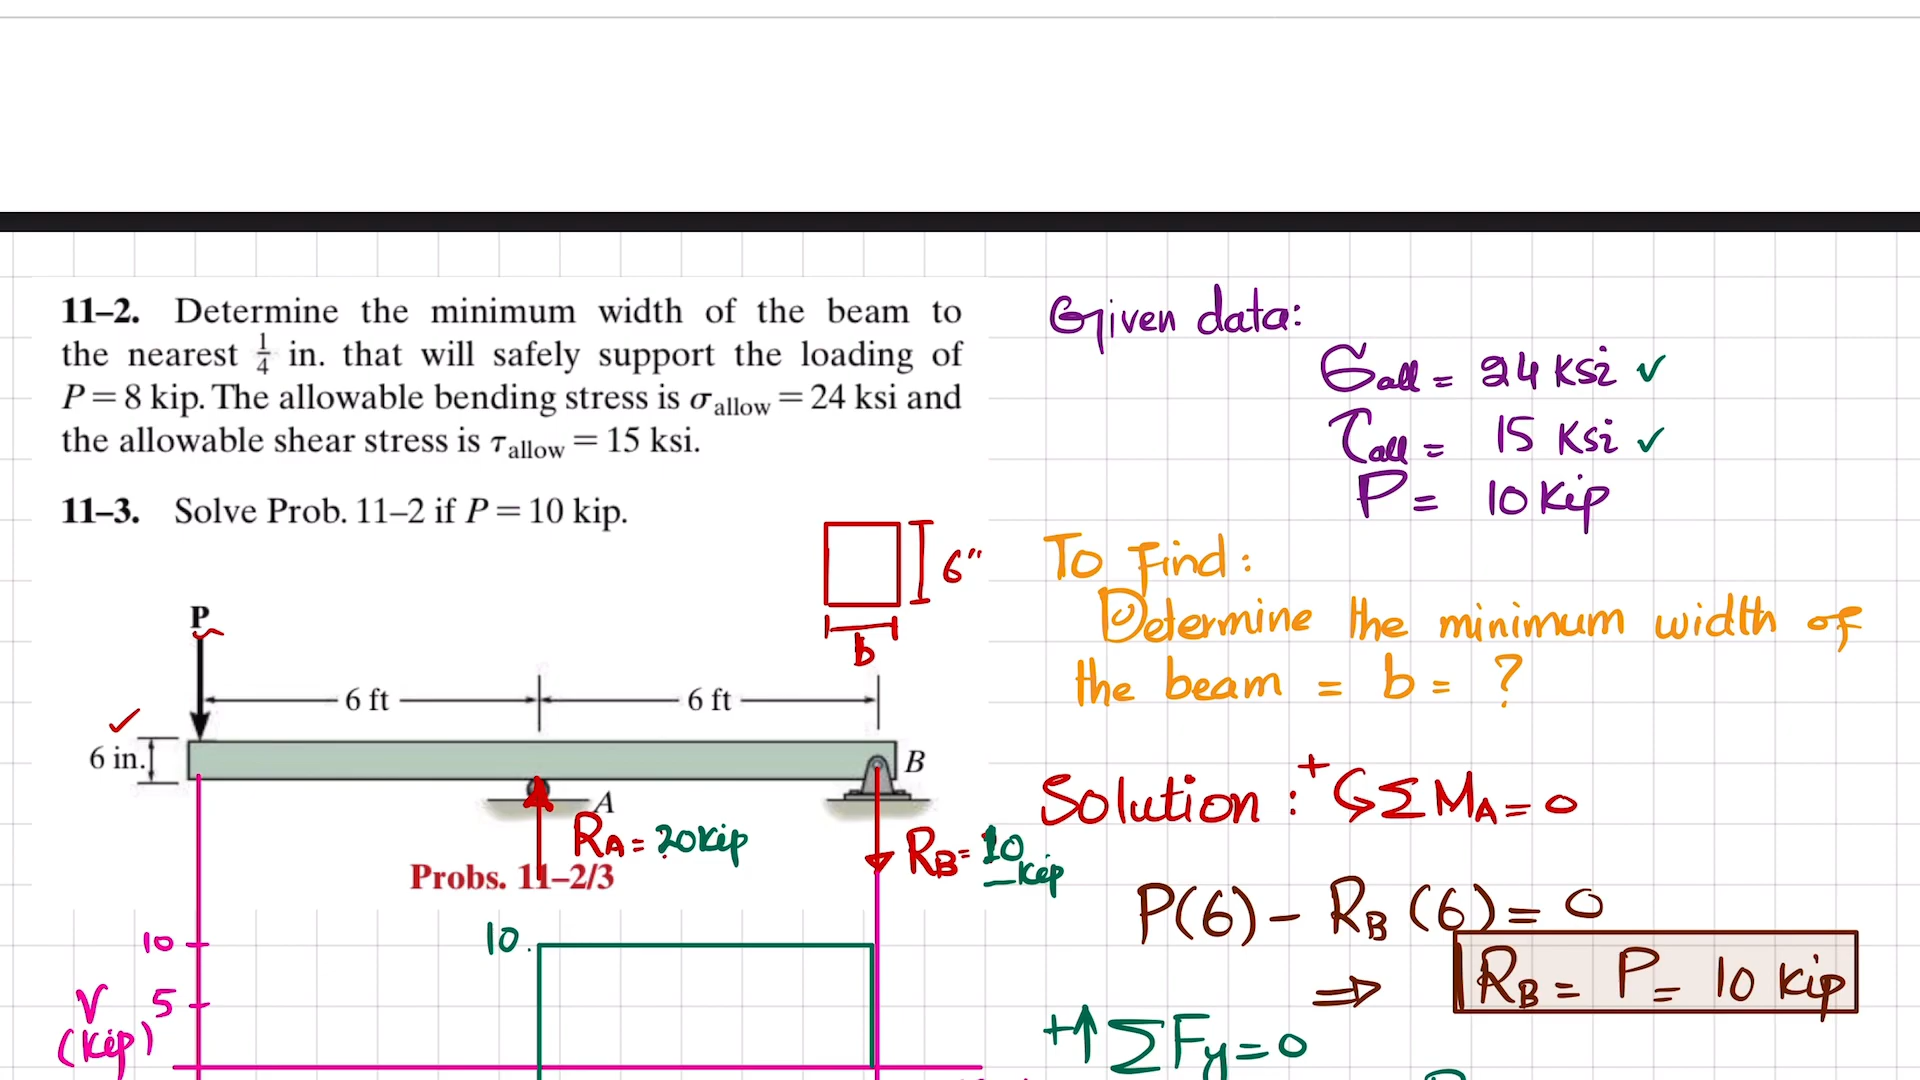 11–2. Determine the minimum width of the beam to
the nearest 1/4 in. that will safely support the loading of
P = 8 kip. The allowable bending stress is σallow = 24 ksi and
the allowable shear stress is τallow = 15 ksi.
11–3. Solve Prob. 11–2 if P = 10 kip.
6"
b
P
6 ft
6 ft
6 in.
B
A
RA = 20 kip
RB = 10 kip
Probs. 11–2/3
10
10.
V
5
(kip)
Given data:
σall = 24 ksi ✓
τall = 15 ksi ✓
P = 10 kip
To Find:
Determine the minimum width of
the beam = b = ?
Solution : + ↺ ΣMA = 0
P(6) – RB (6) = 0
⇒ RB = P = 10 kip
+↑ ΣFy = 0